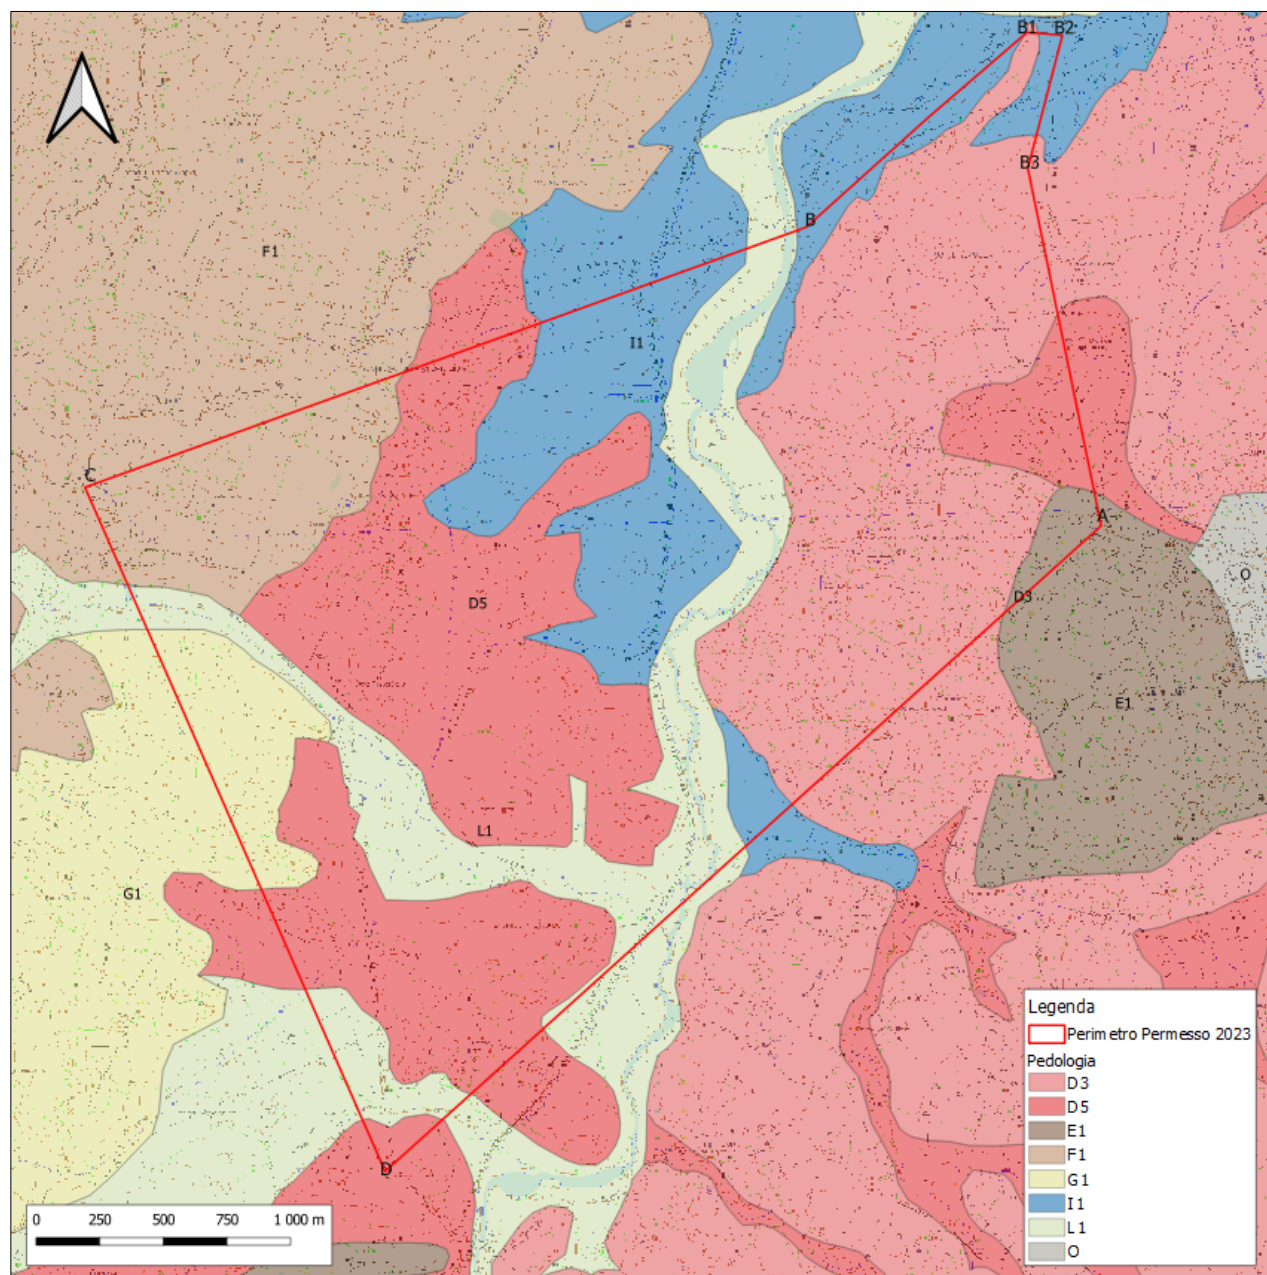 B1 B2
B3
B
F1
I1
C
A
O
D3
D5
E1
L1
G1
D
Legenda
Perimetro Permesso 2023
Pedologia
D3
D5
E1
F1
G1
I1
L1
O
0 250 500 750 1 000 m